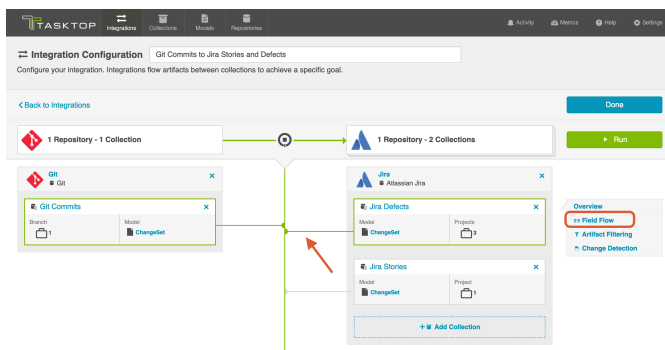 TASKTOP
Integrations
Collections
Models
Repositories
Activity
Metrics
Help
Settings
Integration Configuration
Git Commits to Jira Stories and Defects
Configure your integration. Integrations flow artifacts between collections to achieve a specific goal.
Back to Integrations
Done
1 Repository - 1 Collection
1 Repository - 2 Collections
Run
Git
Git
Jira
Atlassian Jira
Git Commits
Branch
1
Model
ChangeSet
Jira Defects
Model
ChangeSet
Projects
3
Jira Stories
Model
ChangeSet
Project
1
+ Add Collection
Overview
Field Flow
Artifact Filtering
Change Detection